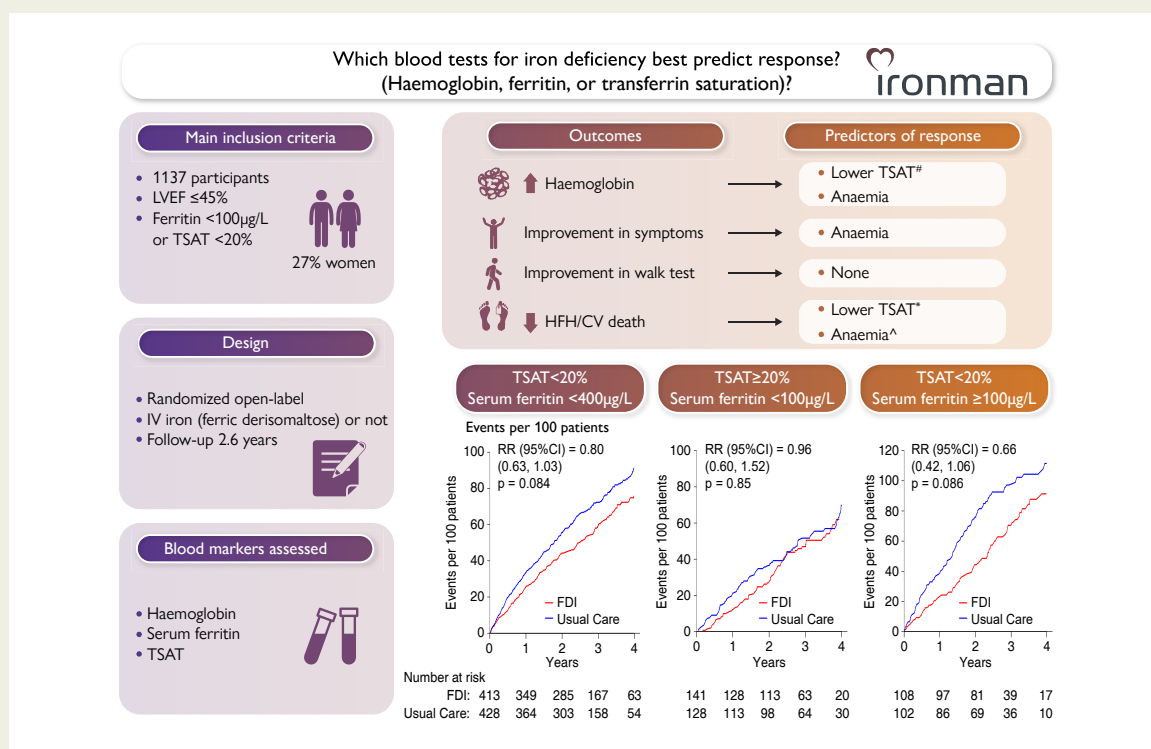 Which blood tests for iron deficiency best predict response?
(Haemoglobin, ferritin, or transferrin saturation)?
ironman
Main inclusion criteria
• 1137 participants
• LVEF ≤45%
• Ferritin <100µg/L
or TSAT <20%
27% women
Design
• Randomized open-label
• IV iron (ferric derisomaltose) or not
• Follow-up 2.6 years
Blood markers assessed
• Haemoglobin
• Serum ferritin
• TSAT
Outcomes
Predictors of response
Haemoglobin
• Lower TSAT#
• Anaemia
Improvement in symptoms
• Anaemia
Improvement in walk test
• None
HFH/CV death
• Lower TSAT*
• Anaemia^
TSAT<20%
Serum ferritin <400µg/L
Events per 100 patients
RR (95%CI) = 0.80
(0.63, 1.03)
p = 0.084
Events per 100 patients
100
80
60
40
20
0
FDI
Usual Care
0 1 2 3 4
Years
TSAT≥20%
Serum ferritin <100µg/L
RR (95%CI) = 0.96
(0.60, 1.52)
p = 0.85
Events per 100 patients
100
80
60
40
20
0
FDI
Usual Care
0 1 2 3 4
Years
TSAT<20%
Serum ferritin ≥100µg/L
RR (95%CI) = 0.66
(0.42, 1.06)
p = 0.086
Events per 100 patients
120
100
80
60
40
20
0
FDI
Usual Care
0 1 2 3 4
Years
Number at risk
FDI: 413 349 285 167 63 141 128 113 63 20 108 97 81 39 17
Usual Care: 428 364 303 158 54 128 113 98 64 30 102 86 69 36 10